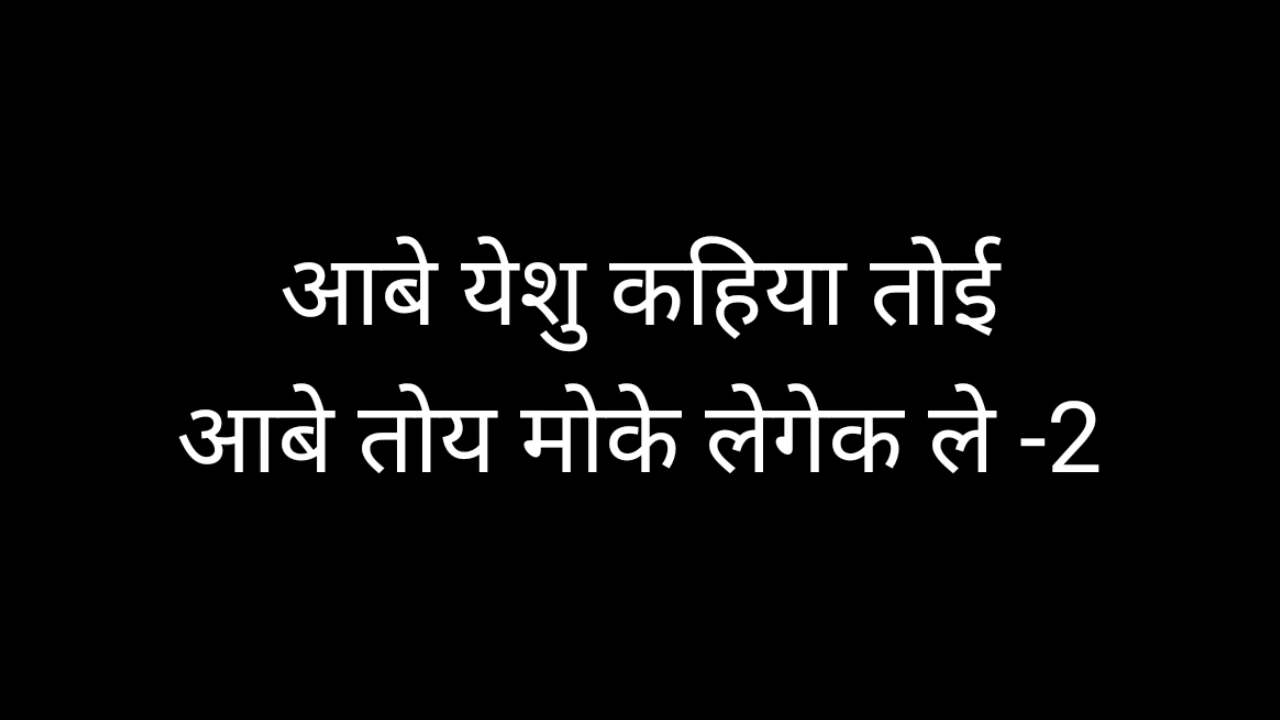 आबे येशु कहिया तोई
आबे तोय मोके लेगेक ले -2